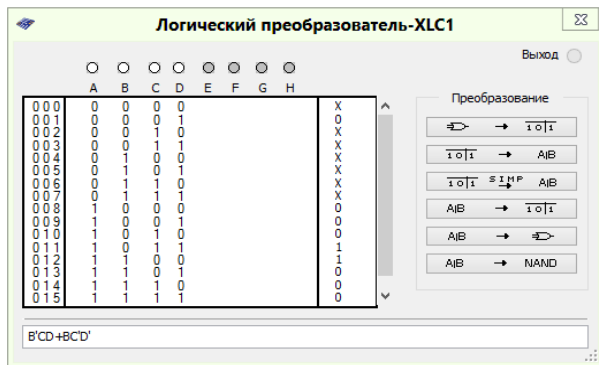 Логический преобразователь-XLC1
Выход
A B C D E F G H
000 0 0 0 0 X
001 0 0 0 1 0
002 0 0 1 0 X
003 0 0 1 1 X
004 0 1 0 0 X
005 0 1 0 1 X
006 0 1 1 0 X
007 0 1 1 1 X
008 1 0 0 0 0
009 1 0 0 1 0
010 1 0 1 0 0
011 1 0 1 1 1
012 1 1 0 0 1
013 1 1 0 1 0
014 1 1 1 0 0
015 1 1 1 1 0
Преобразование
→ 1 0 1
1 0 1 → A|B
1 0 1 SIMP → A|B
A|B → 1 0 1
A|B →
A|B → NAND
B'CD+BC'D'